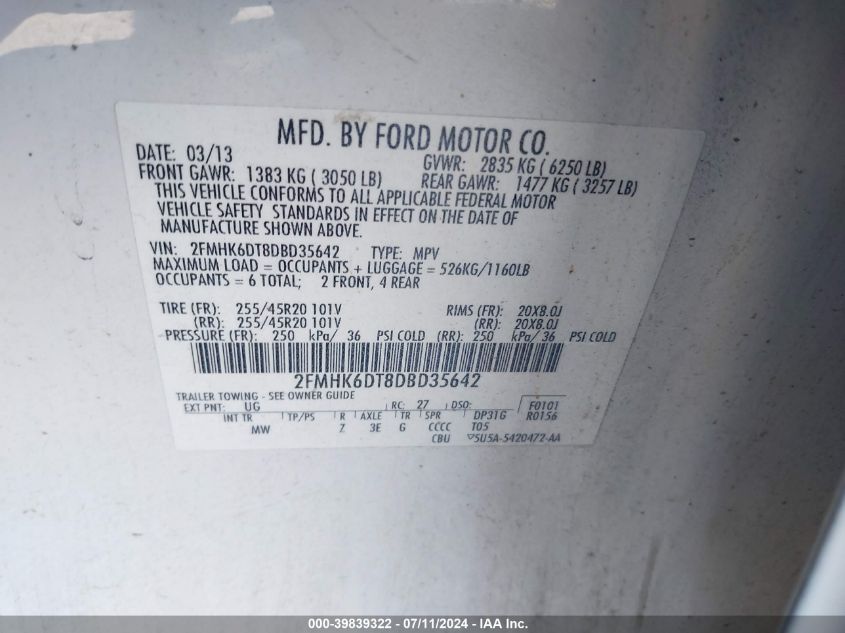 MFD. BY FORD MOTOR CO.
DATE: 03/13 GVWR: 2835 KG ( 6250 LB)
FRONT GAWR: 1383 KG ( 3050 LB) REAR GAWR: 1477 KG ( 3257 LB)
THIS VEHICLE CONFORMS TO ALL APPLICABLE FEDERAL MOTOR
VEHICLE SAFETY STANDARDS IN EFFECT ON THE DATE OF
MANUFACTURE SHOWN ABOVE.
VIN: 2FMHK6DT8DBD35642 TYPE: MPV
MAXIMUM LOAD = OCCUPANTS + LUGGAGE = 526KG/1160LB
OCCUPANTS = 6 TOTAL; 2 FRONT, 4 REAR
TIRE (FR): 255/45R20 101V RIMS (FR): 20X8.0J
(RR): 255/45R20 101V (RR): 20X8.0J
PRESSURE (FR): 250 kPa/ 36 PSI COLD (RR): 250 kPa/ 36 PSI COLD
2FMHK6DT8DBD35642
TRAILER TOWING - SEE OWNER GUIDE
EXT PNT: UG RC: 27 DSO: F0101
INT TR TP/PS R AXLE TR SPR DP31G R0156
MW Z 3E G CCCC T05
CBU 5U5A-5420472-AA
000-39839322 - 07/11/2024 - IAA Inc.